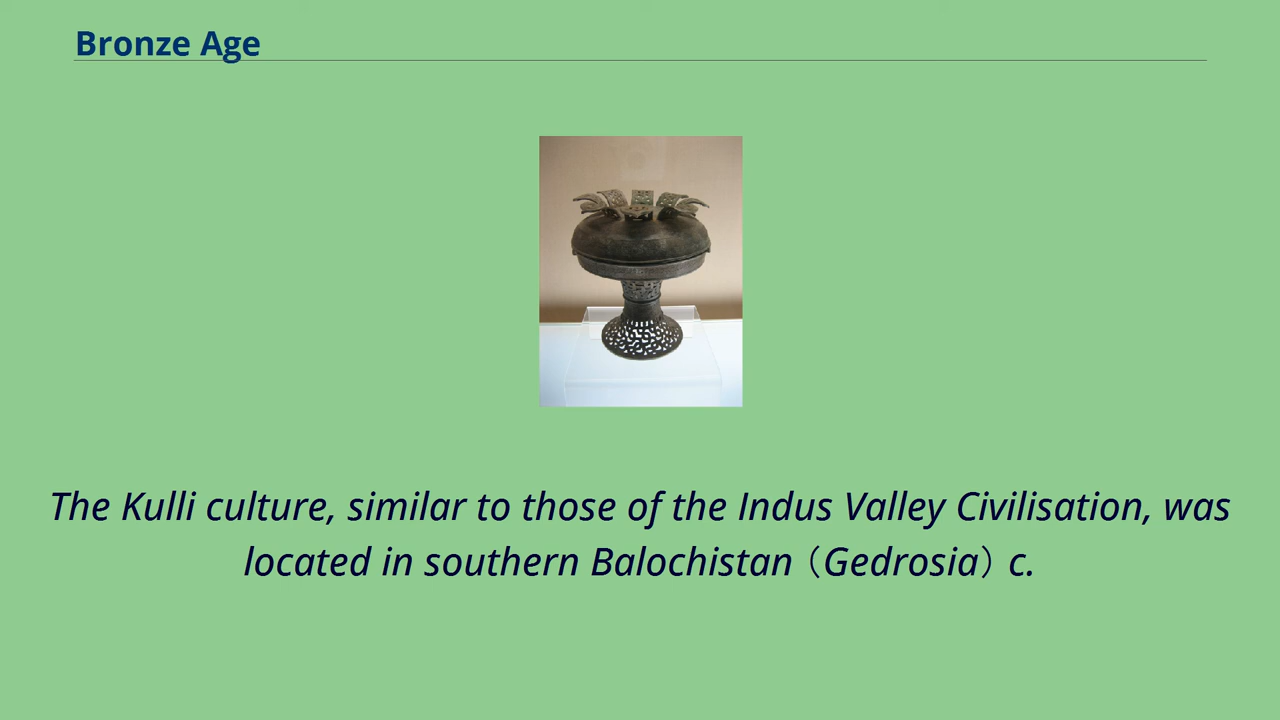 Bronze Age
The Kulli culture, similar to those of the Indus Valley Civilisation, was
located in southern Balochistan（Gedrosia）c.